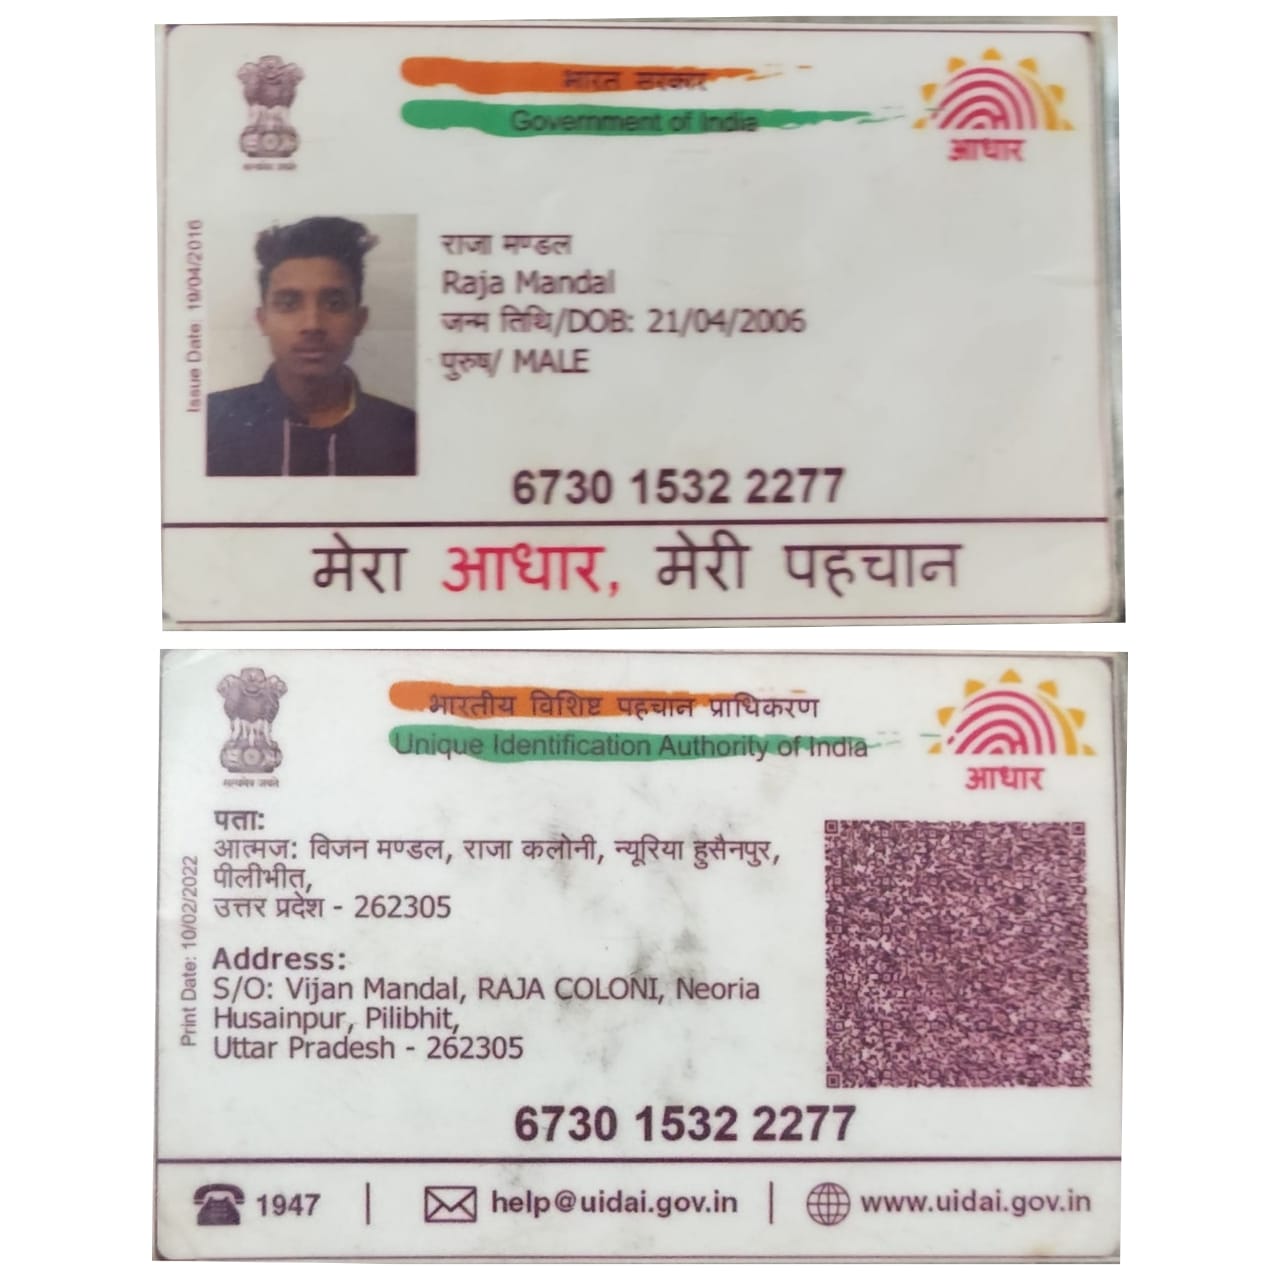 भारत सरकार
Government of India
आधार
Issue Date: 19/04/2016
राजा मण्डल
Raja Mandal
जन्म तिथि/DOB: 21/04/2006
पुरुष/ MALE
6730 1532 2277
मेरा आधार, मेरी पहचान
सत्यमेव जयते
भारतीय विशिष्ट पहचान प्राधिकरण
Unique Identification Authority of India
आधार
Print Date: 10/02/2022
पता:
आत्मज: विजन मण्डल, राजा कलोनी, न्यूरिया हुसैनपुर,
पीलीभीत,
उत्तर प्रदेश - 262305
Address:
S/O: Vijan Mandal, RAJA COLONI, Neoria
Husainpur, Pilibhit,
Uttar Pradesh - 262305
6730 1532 2277
1947 | help@uidai.gov.in | www.uidai.gov.in